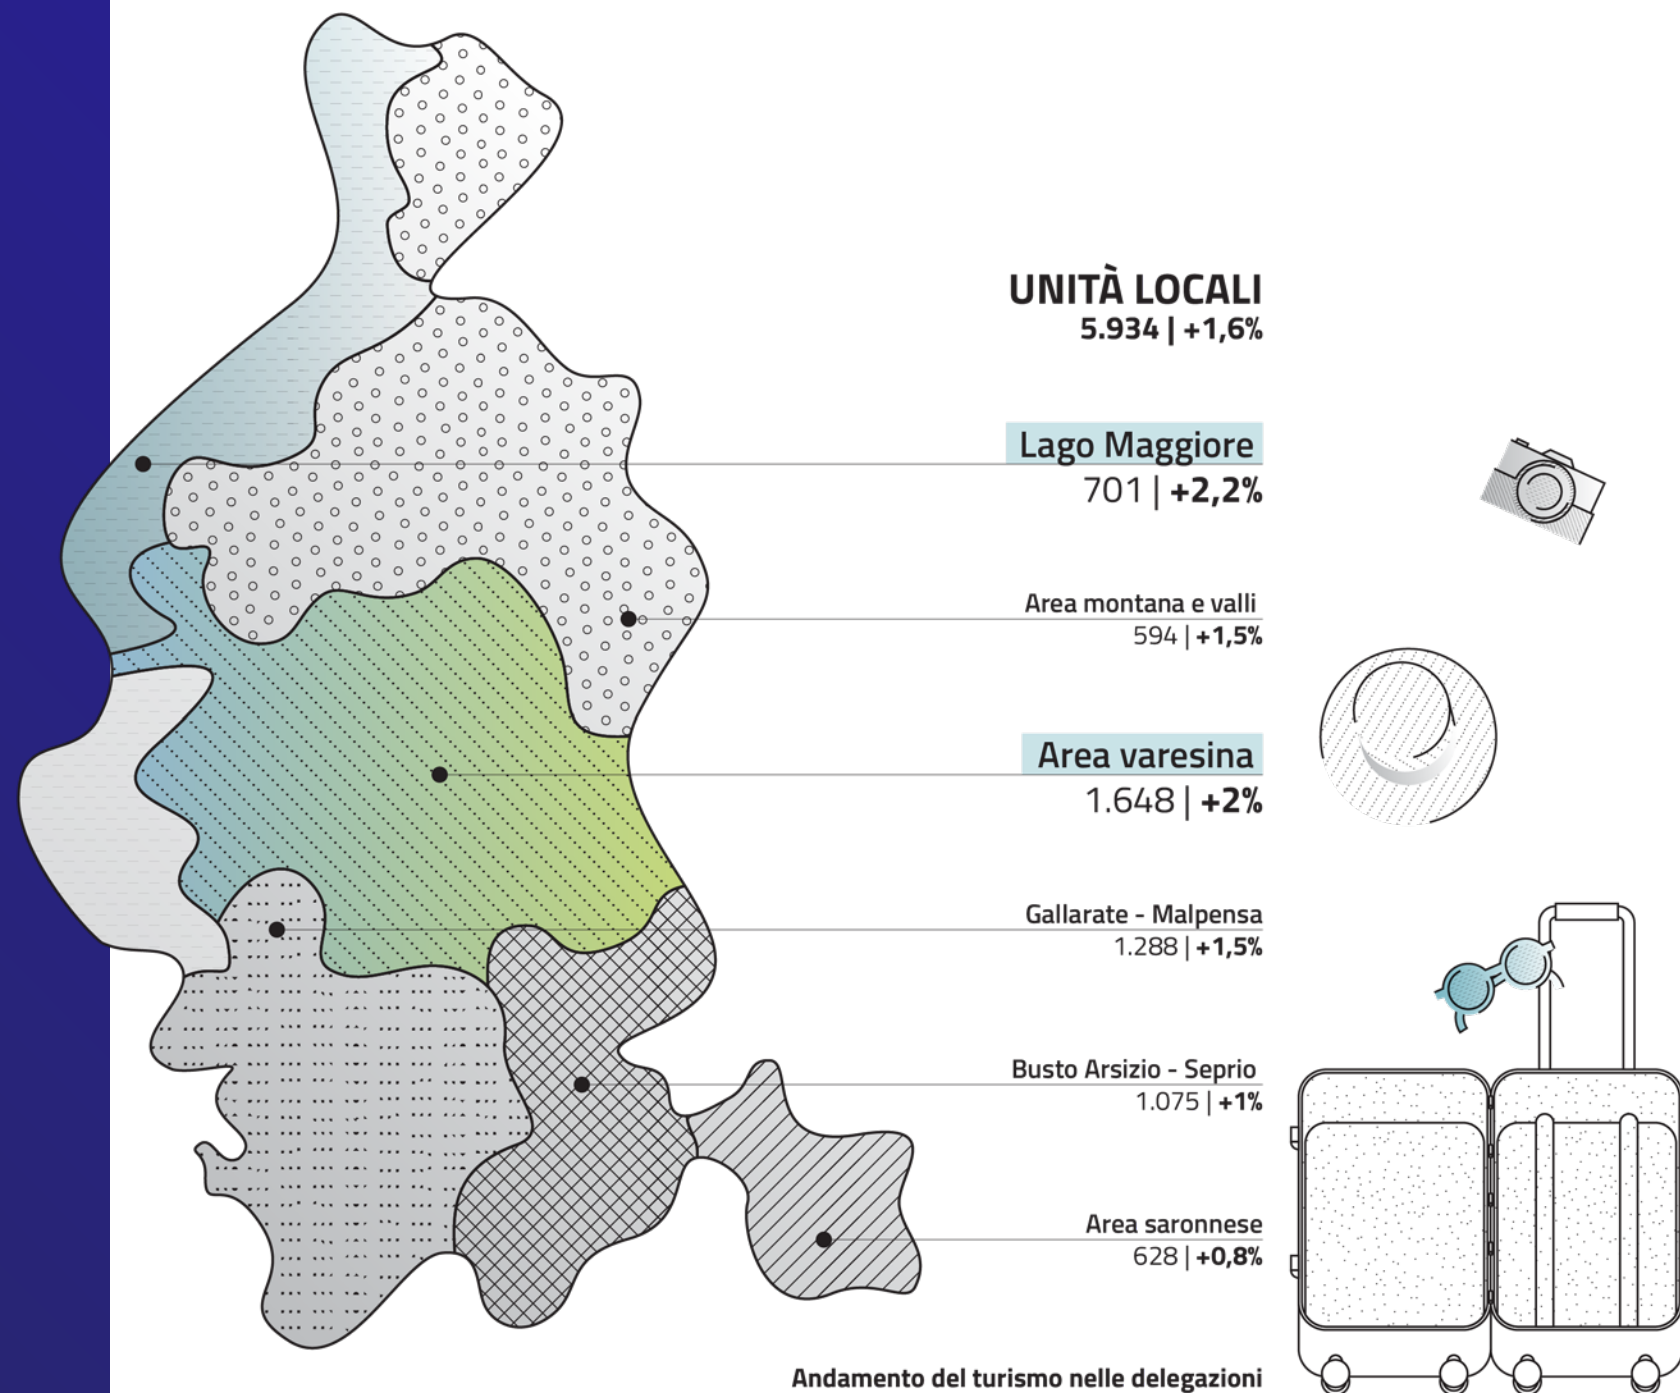 UNITÀ LOCALI
5.934 | +1,6%
Lago Maggiore
701 | +2,2%
Area montana e valli
594 | +1,5%
Area varesina
1.648 | +2%
Gallarate - Malpensa
1.288 | +1,5%
Busto Arsizio - Seprio
1.075 | +1%
Area saronnese
628 | +0,8%
Andamento del turismo nelle delegazioni